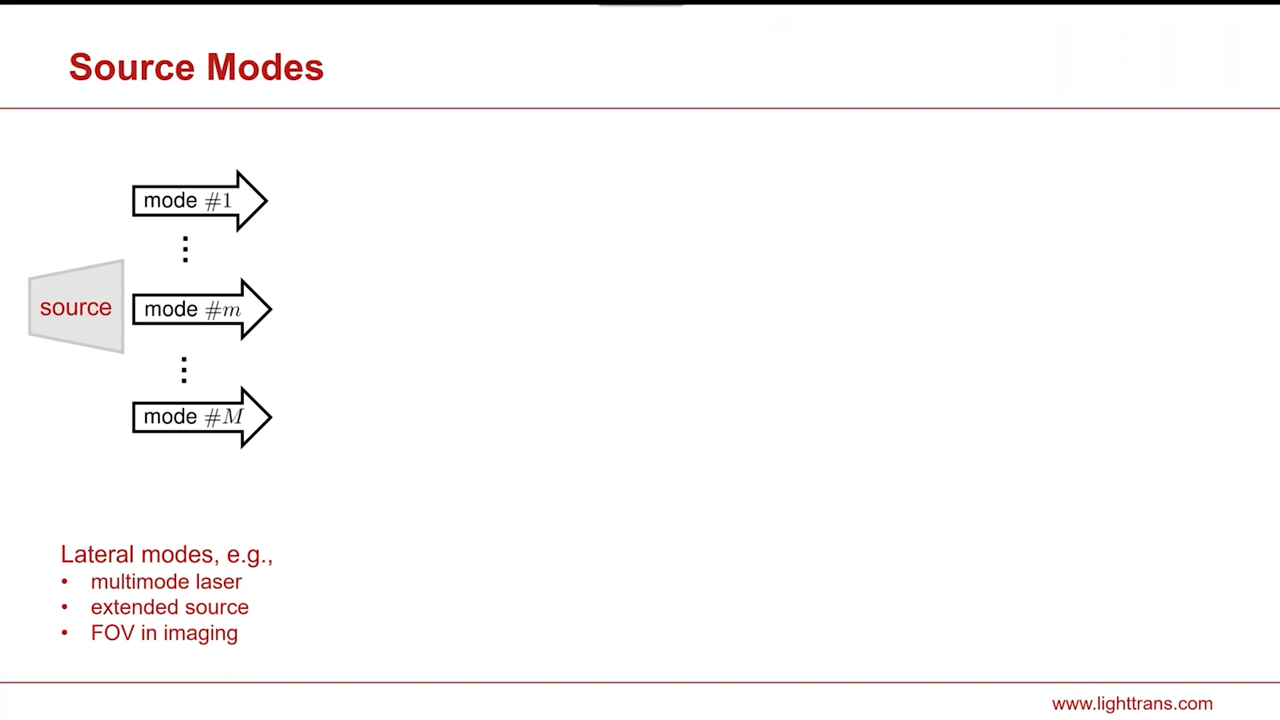 Source Modes
mode #1
⋮
source
mode #m
⋮
mode #M
Lateral modes, e.g.,
• multimode laser
• extended source
• FOV in imaging
www.lighttrans.com